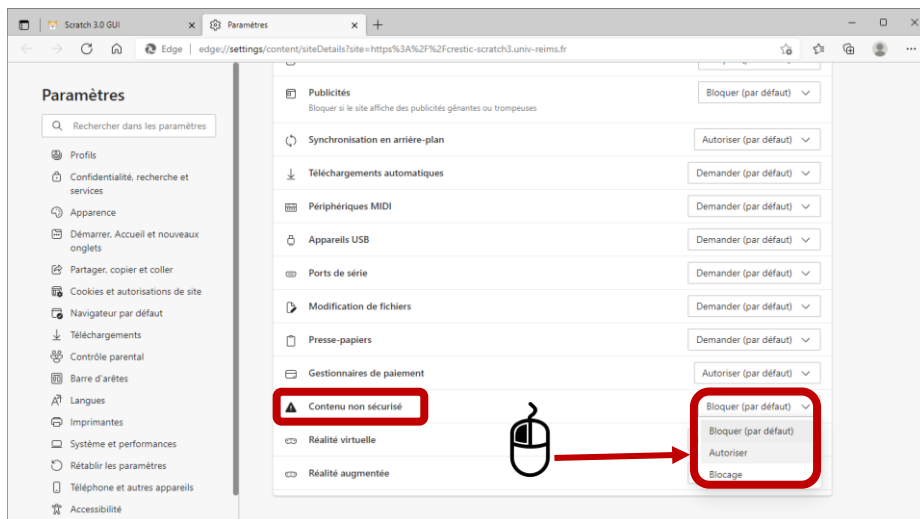 Scratch 3.0 GUI
Paramètres
Edge
edge://settings/content/siteDetails?site=https%3A%2F%2Fcrestic-scratch3.univ-reims.fr
Paramètres
Rechercher dans les paramètres
Profils
Confidentialité, recherche et
services
Apparence
Démarrer, Accueil et nouveaux
onglets
Partager, copier et coller
Cookies et autorisations de site
Navigateur par défaut
Téléchargements
Contrôle parental
Barre d'arêtes
Langues
Imprimantes
Système et performances
Rétablir les paramètres
Téléphone et autres appareils
Accessibilité
Publicités
Bloquer si le site affiche des publicités gênantes ou trompeuses
Bloquer (par défaut)
Synchronisation en arrière-plan
Autoriser (par défaut)
Téléchargements automatiques
Demander (par défaut)
Périphériques MIDI
Demander (par défaut)
Appareils USB
Demander (par défaut)
Ports de série
Demander (par défaut)
Modification de fichiers
Demander (par défaut)
Presse-papiers
Demander (par défaut)
Gestionnaires de paiement
Autoriser (par défaut)
Contenu non sécurisé
Bloquer (par défaut)
Bloquer (par défaut)
Autoriser
Blocage
Réalité virtuelle
Réalité augmentée